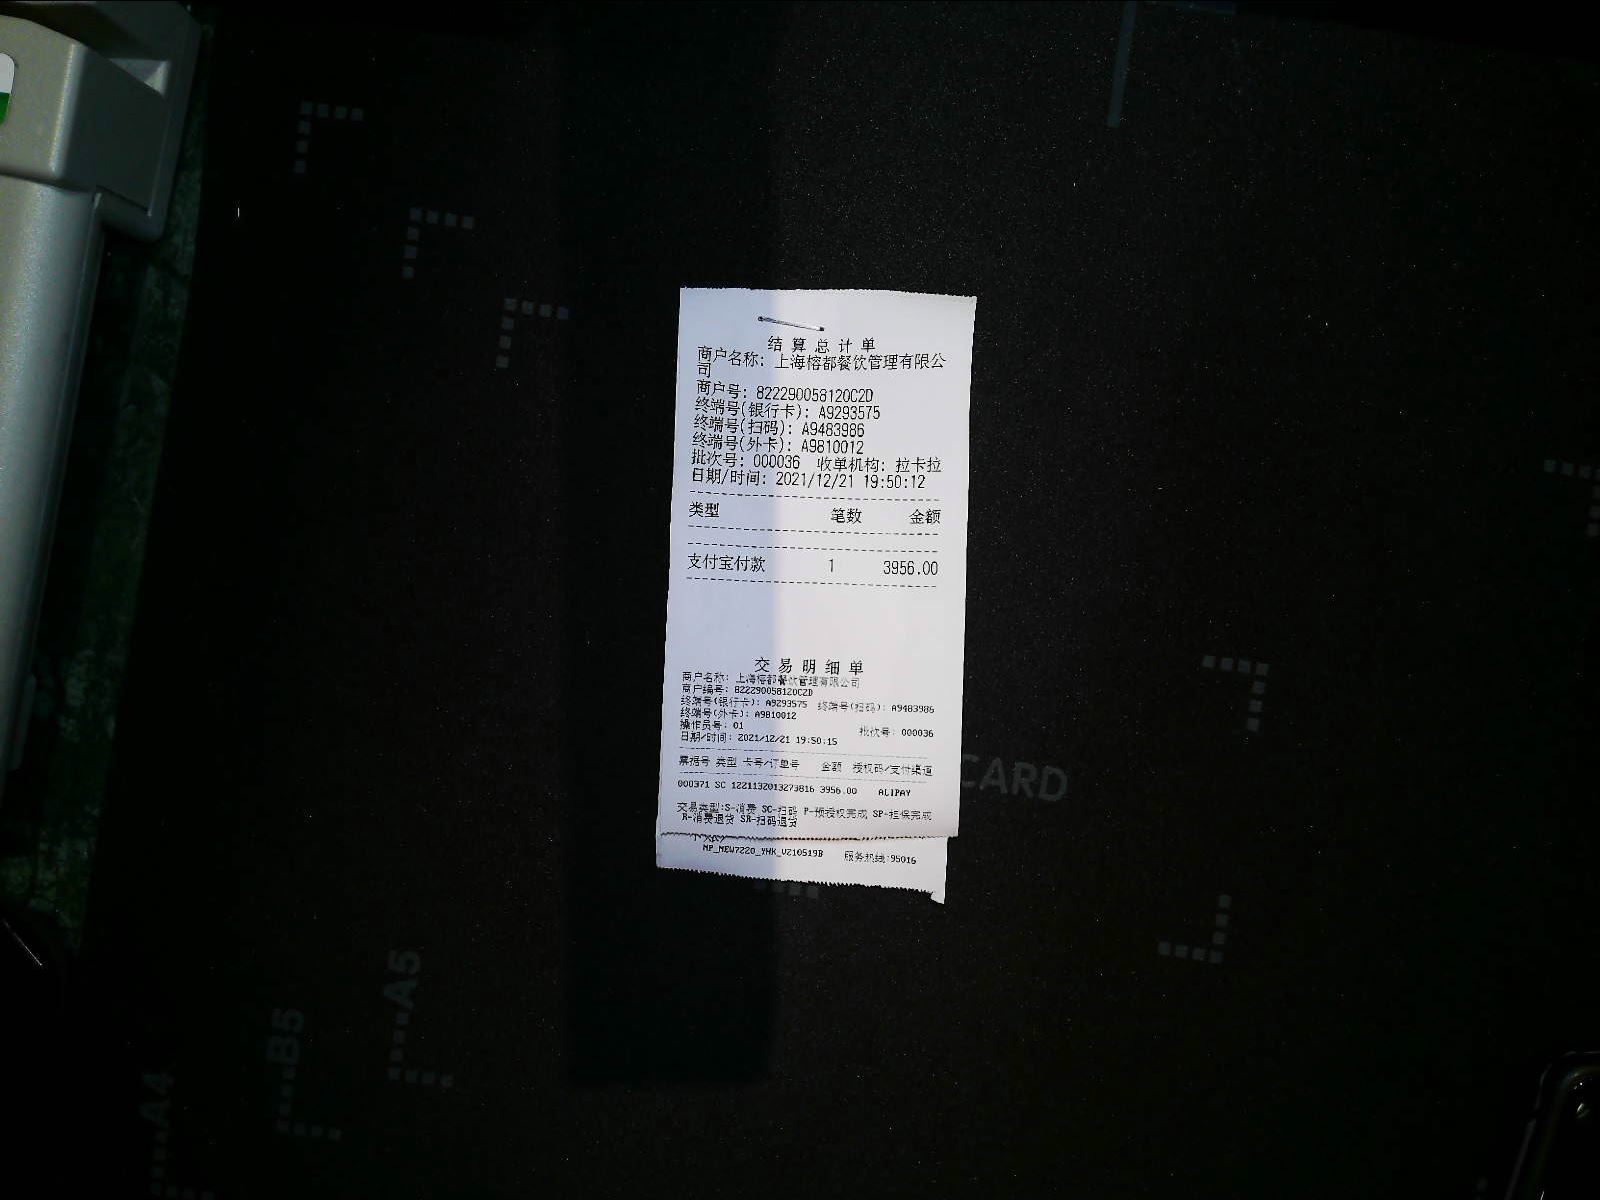 结算总计单
商户名称: 上海榕都餐饮管理有限公
司
商户号: 822290058120C2D
终端号(银行卡): A9293575
终端号(扫码): A9483986
终端号(外卡): A9810012
批次号: 000036 收单机构: 拉卡拉
日期/时间: 2021/12/21 19:50:12
类型 笔数 金额
支付宝付款 1 3956.00
交易明细单
商户名称: 上海榕都餐饮管理有限公司
商户编号: 822290058120C2D
终端号(银行卡): A9293575 终端号(扫码): A9483986
终端号(外卡): A9810012
操作员号: 01 批次号: 000036
日期/时间: 2021/12/21 19:50:15
票据号 类型 卡号/订单号 金额 授权码/支付渠道
000371 SC 1221132013273816 3956.00 ALIPAY
交易类型:S-消费 SC-扫码 P-预授权完成 SP-担保完成
R-消费退货 SR-扫码退货
MP_NEW7220_YHK_V210519B 服务热线:95016
CARD
A5
B5
A4